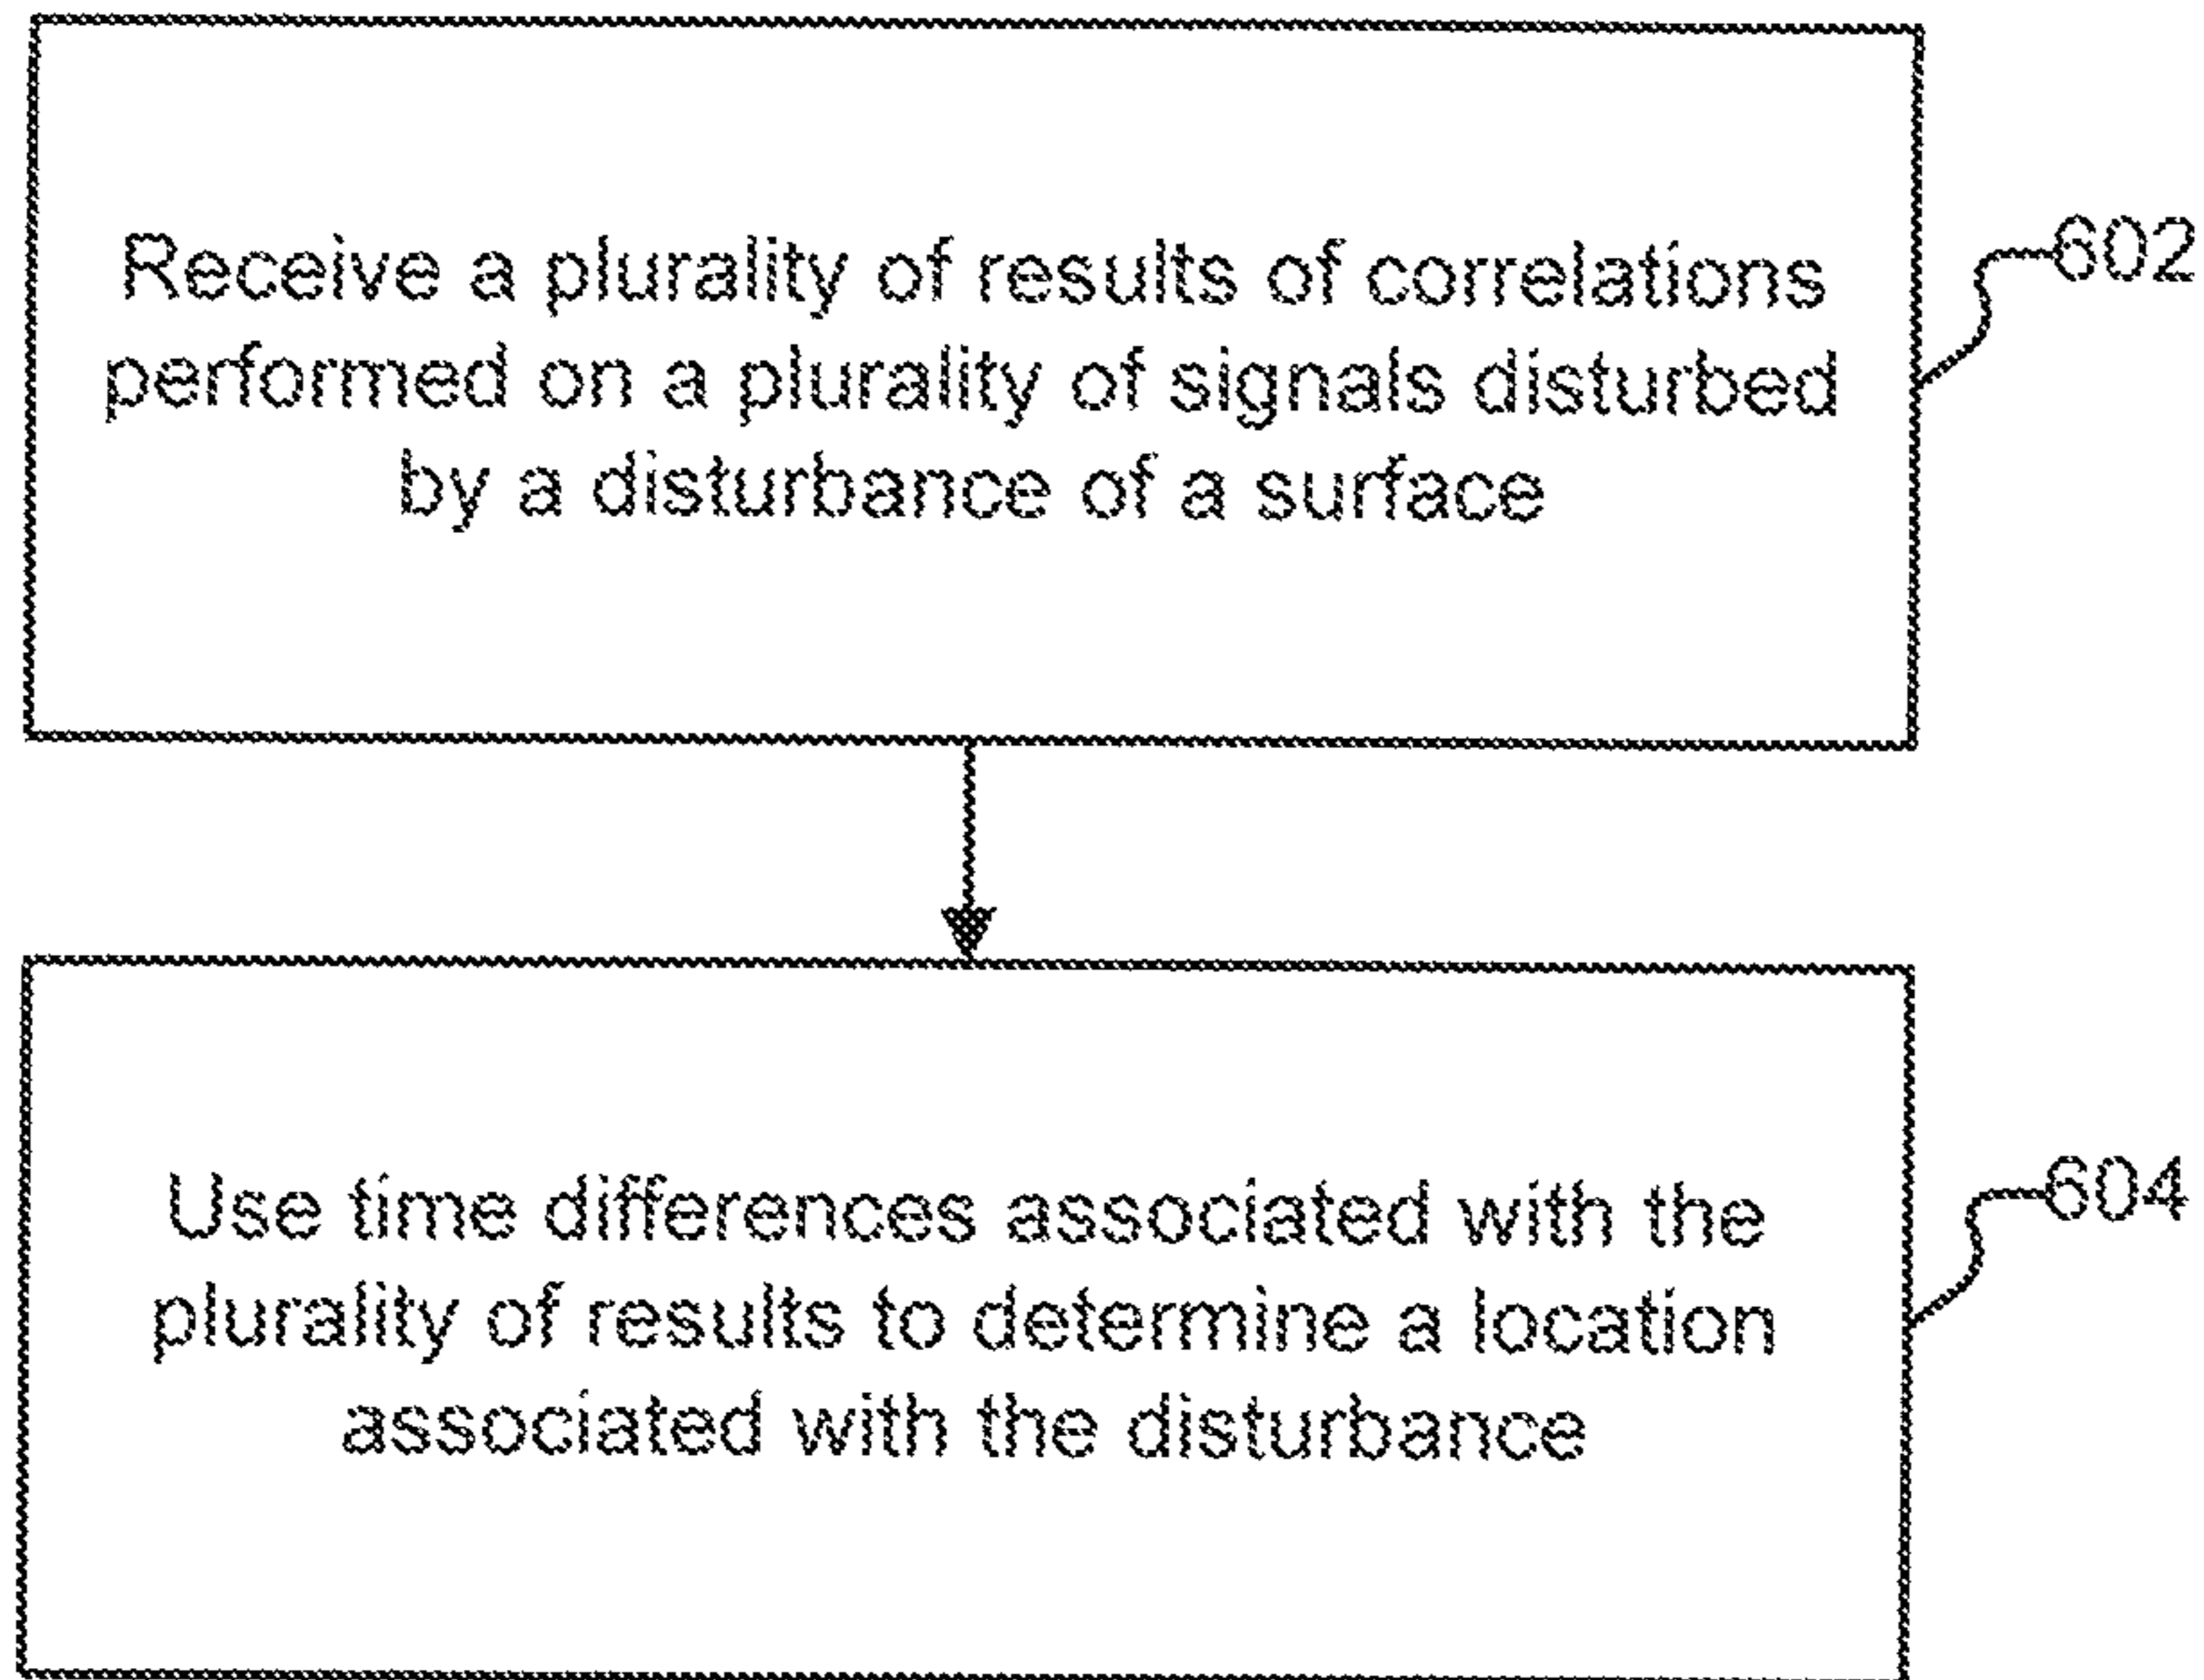 Receive a plurality of results of correlations
performed on a plurality of signals disturbed
by a disturbance of a surface
602
Use time differences associated with the
plurality of results to determine a location
associated with the disturbance
604